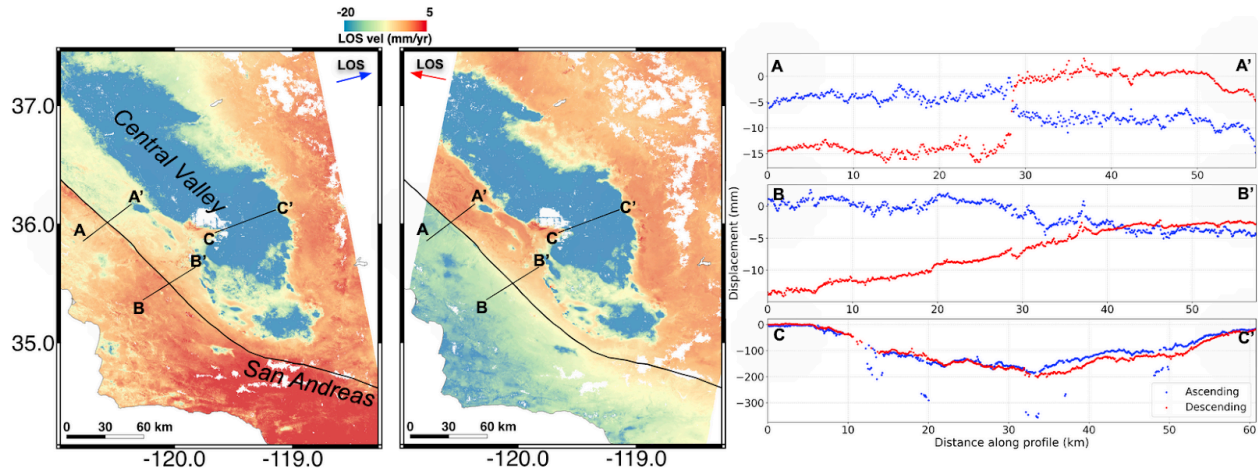 -20
5
LOS vel (mm/yr)
LOS
Central Valley
A
A'
C
C'
B
B'
San Andreas
37.0
36.0
35.0
0
30
60 km
-120.0
-119.0
LOS
A
A'
C
C'
B
B'
0
30
60 km
-120.0
-119.0
A
A'
0
-5
-10
-15
0
10
20
30
40
50
B
B'
0
-5
-10
0
10
20
30
40
50
Displacement (mm)
C
C'
0
-100
-200
-300
Ascending
Descending
0
10
20
30
40
50
60
Distance along profile (km)